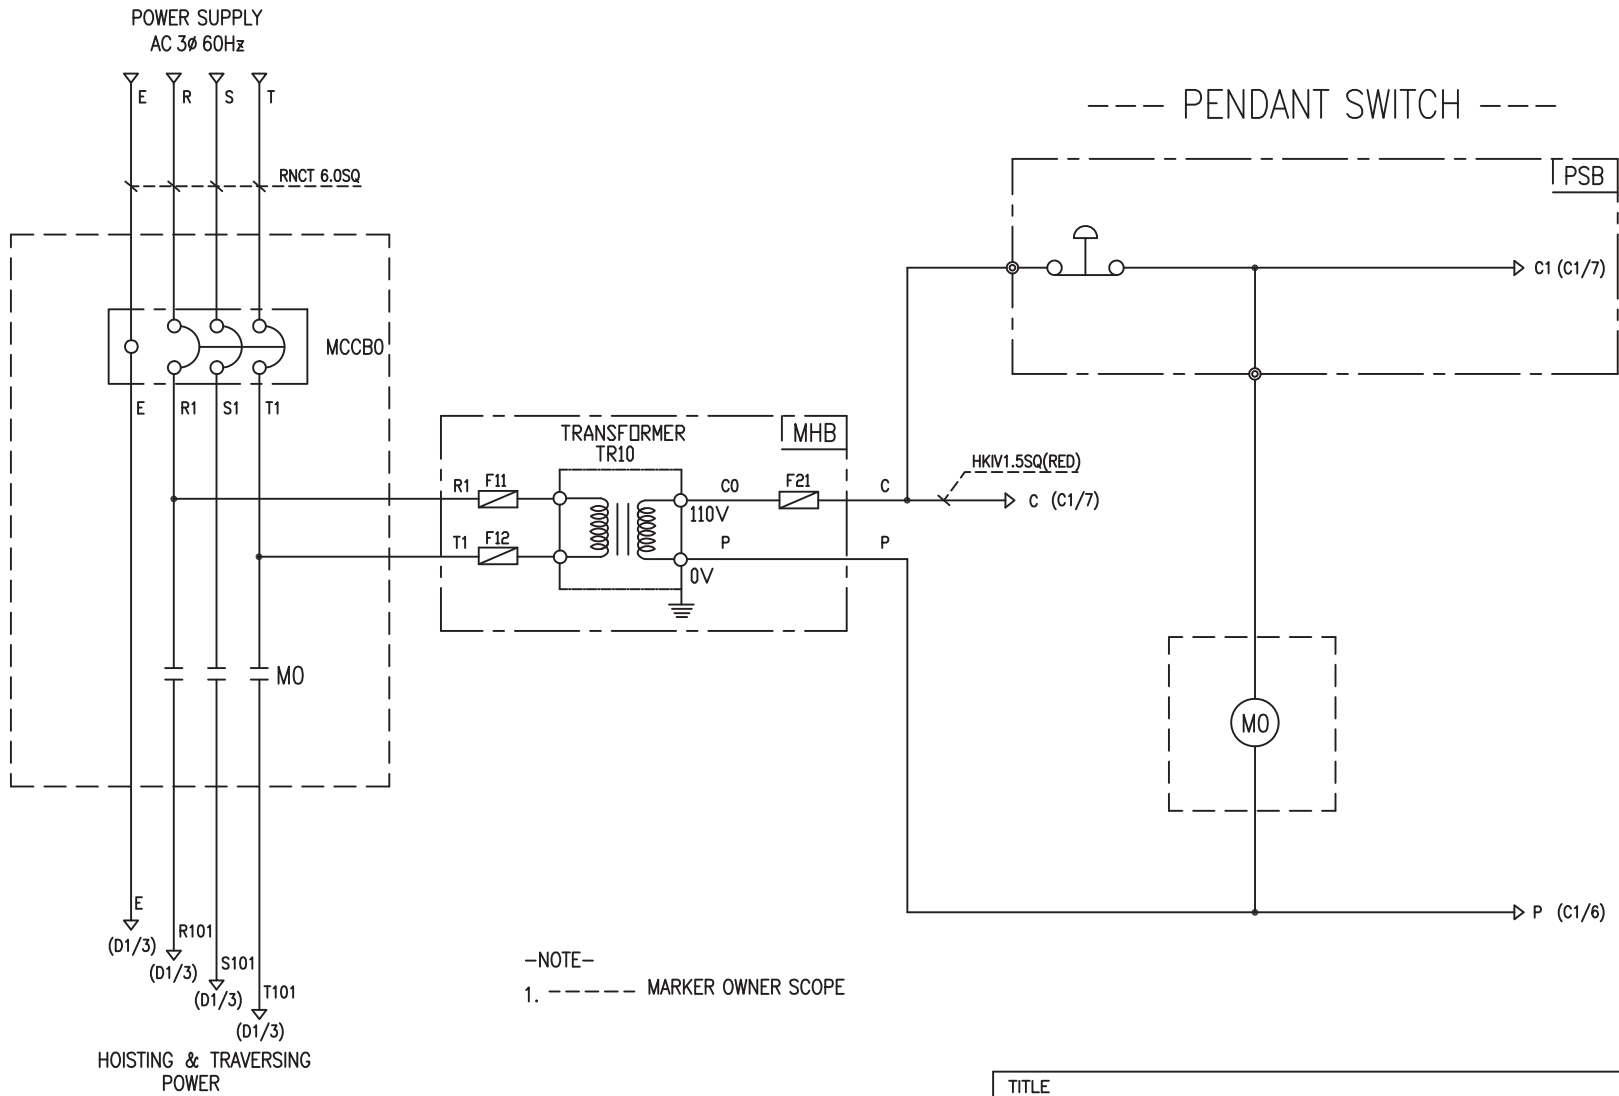 POWER SUPPLY
AC 3ø 60Hz
E R S T
RNCT 6.0SQ
--- PENDANT SWITCH ---
PSB
C1 (C1/7)
MCCB0
E R1 S1 T1
TRANSFORMER
TR10
MHB
R1 F11
C0 F21 C
110V
HKIV1.5SQ(RED)
C (C1/7)
T1 F12
P P
0V
M0
M0
E
(D1/3)
R101
(D1/3)
S101
(D1/3)
T101
(D1/3)
HOISTING & TRAVERSING
POWER
P (C1/6)
-NOTE-
1. ------ MARKER OWNER SCOPE
TITLE